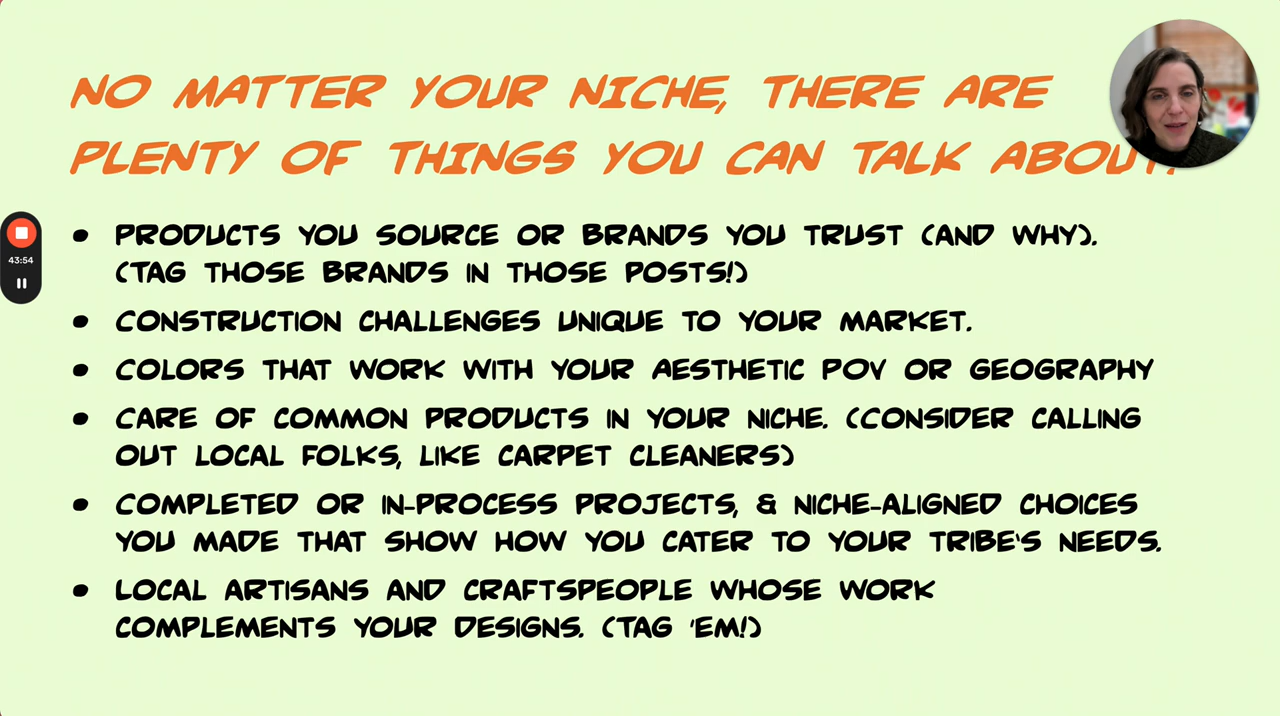 NO MATTER YOUR NICHE, THERE ARE
PLENTY OF THINGS YOU CAN TALK ABOUT.
• PRODUCTS YOU SOURCE OR BRANDS YOU TRUST (AND WHY).
(TAG THOSE BRANDS IN THOSE POSTS!)
43:54
• CONSTRUCTION CHALLENGES UNIQUE TO YOUR MARKET.
• COLORS THAT WORK WITH YOUR AESTHETIC POV OR GEOGRAPHY
• CARE OF COMMON PRODUCTS IN YOUR NICHE. (CONSIDER CALLING
OUT LOCAL FOLKS, LIKE CARPET CLEANERS)
• COMPLETED OR IN-PROCESS PROJECTS, & NICHE-ALIGNED CHOICES
YOU MADE THAT SHOW HOW YOU CATER TO YOUR TRIBE'S NEEDS.
• LOCAL ARTISANS AND CRAFTSPEOPLE WHOSE WORK
COMPLEMENTS YOUR DESIGNS. (TAG 'EM!)